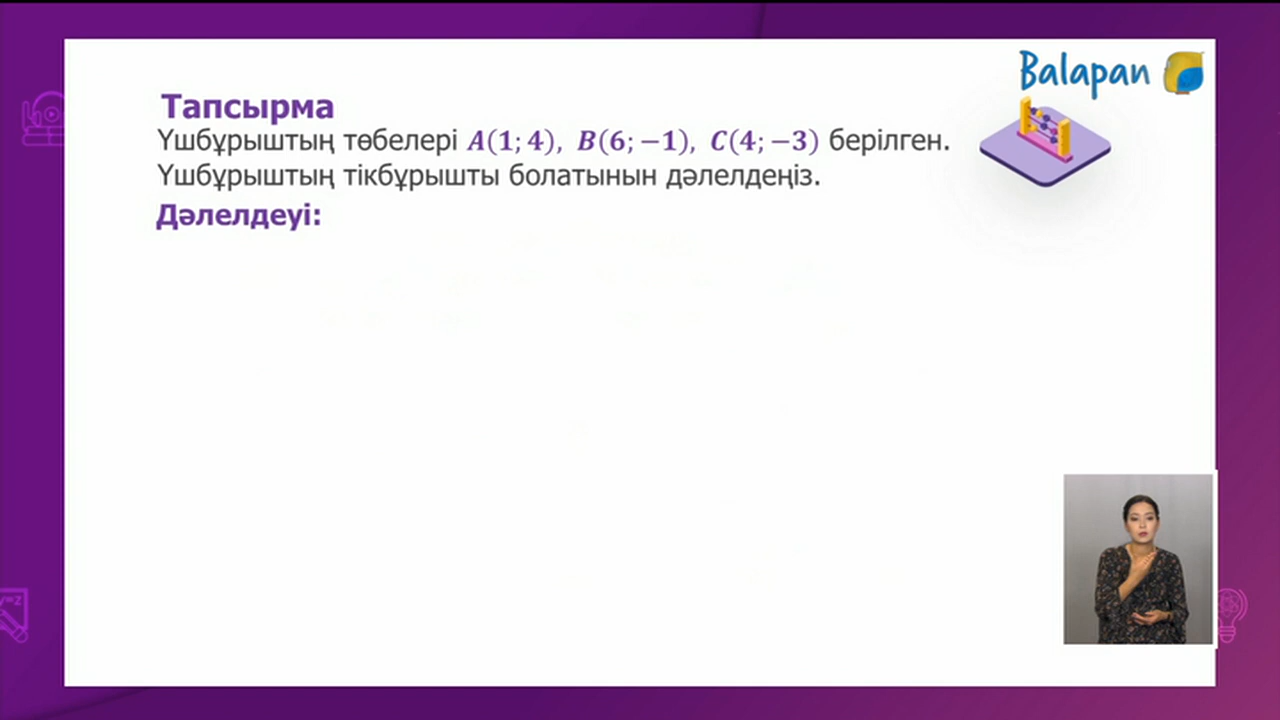 Balapan
Тапсырма
Үшбұрыштың төбелері A(1; 4), B(6; −1), C(4; −3) берілген.
Үшбұрыштың тікбұрышты болатынын дәлелдеңіз.
Дәлелдеуі:
y=z